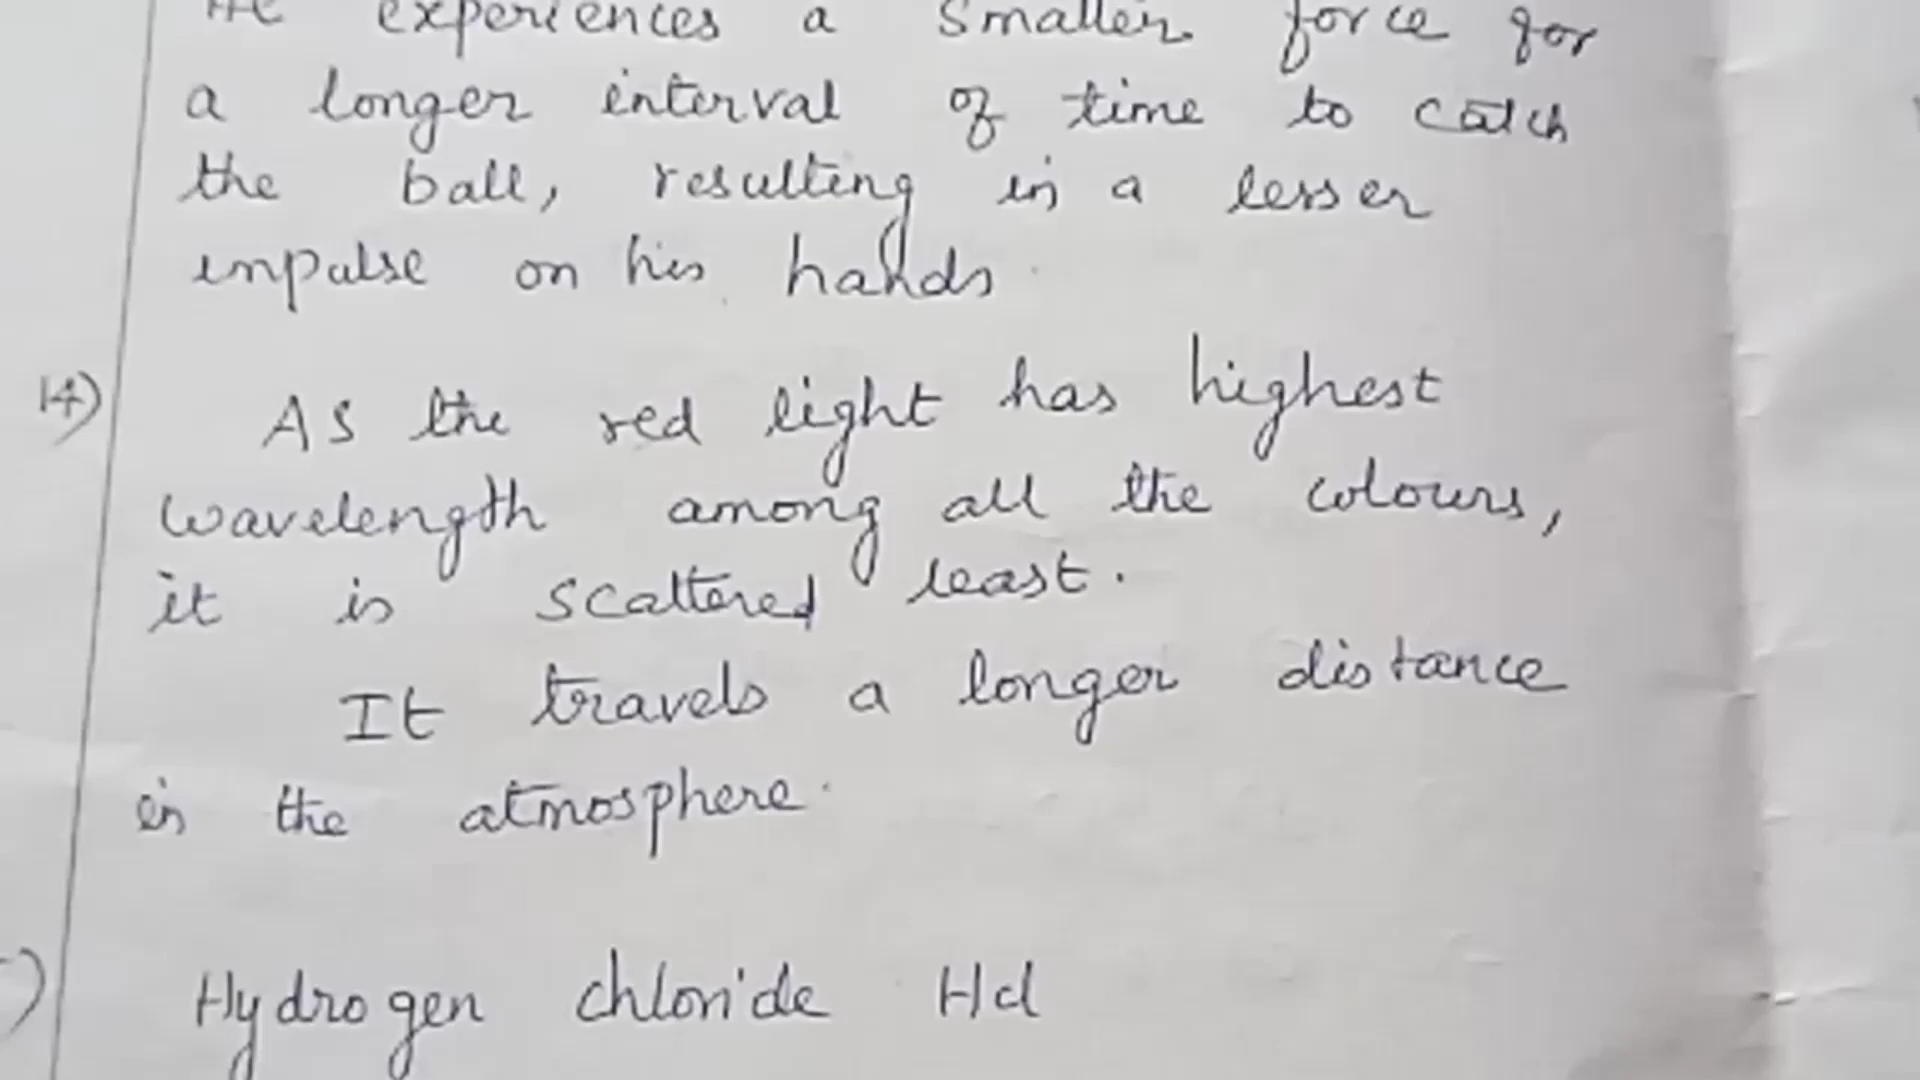 He experiences a smaller force for
a longer interval of time to catch
the ball, resulting in a lesser
impulse on his hands.
14) As the red light has highest
wavelength among all the colours,
it is scattered least.
It travels a longer distance
in the atmosphere.
Hydrogen chloride HCl